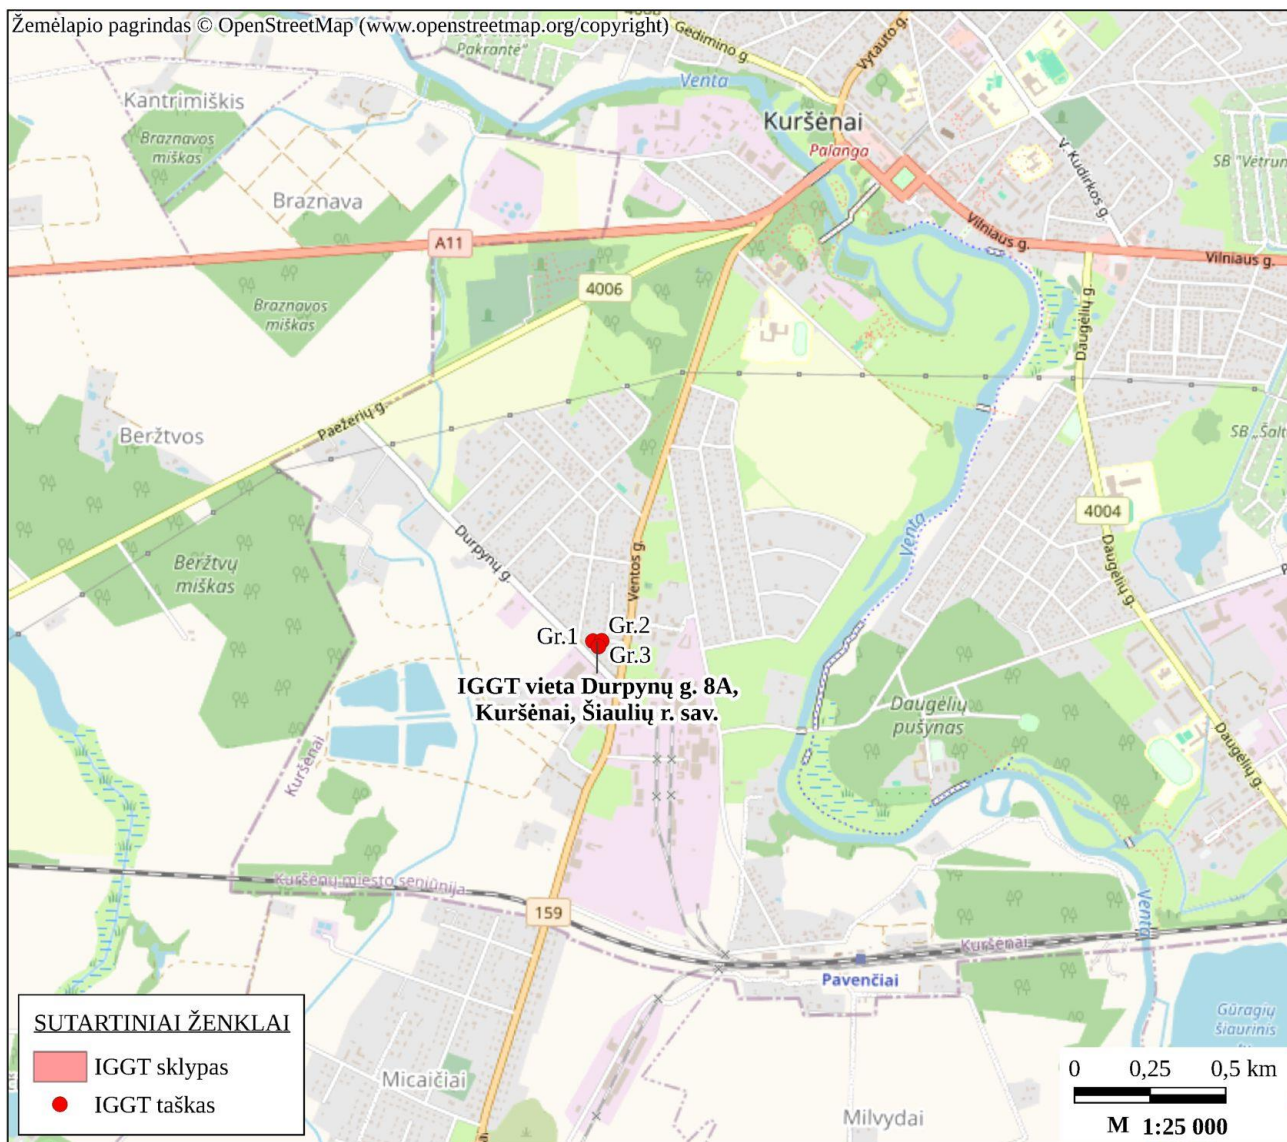 Žemėlapio pagrindas © OpenStreetMap (www.openstreetmap.org/copyright)
Pakrantė"
Gedimino g.
Vytauto g.
Venta
Kantrimiškis
Braznavos
miškas
Kuršėnai
Palanga
V. Kudirkos g.
SB "Vėtrun
Braznava
A11
Vilniaus g.
Vilniaus g.
4006
Braznavos
miškas
Daugėlių g.
Paežerių g.
Beržtvos
SB „Šalt
4004
Venta
Durpynų g.
Ventos g.
Daugėlių g.
Beržtvų
miškas
Gr.1
Gr.2
Gr.3
IGGT vieta Durpynų g. 8A,
Kuršėnai, Šiaulių r. sav.
Daugėlių
pušynas
Daugėlių g.
Kuršėnai
Kuršėnų miesto seniūnija
159
Venta
Kuršėnai
Pavenčiai
Gūragių
šiaurinis
SUTARTINIAI ŽENKLAI
IGGT sklypas
IGGT taškas
Micaičiai
Milvydai
0 0,25 0,5 km
M 1:25 000